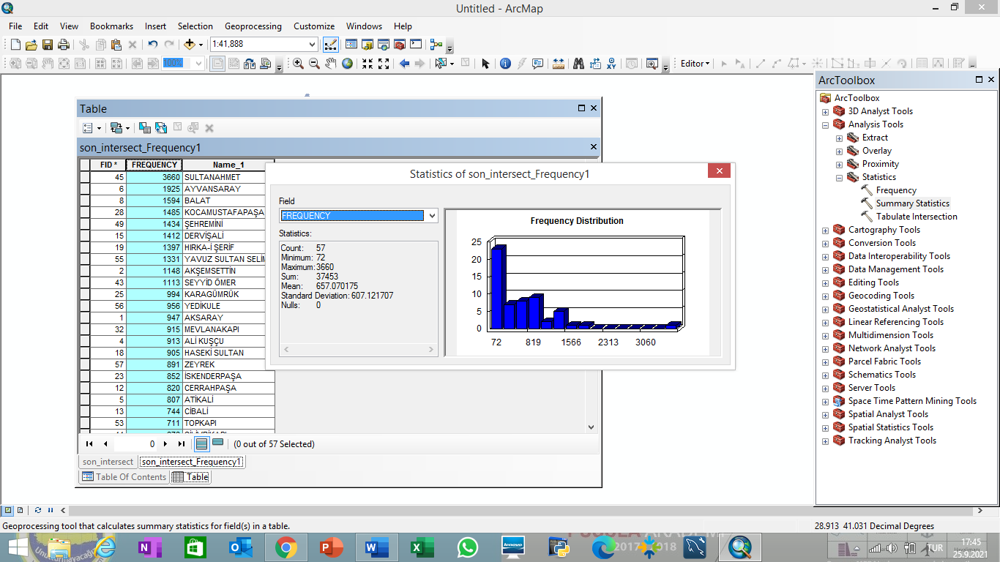 Untitled - ArcMap
File Edit View Bookmarks Insert Selection Geoprocessing Customize Windows Help
1:41,888
100%
Editor
ArcToolbox
ArcToolbox
3D Analyst Tools
Analysis Tools
Extract
Overlay
Proximity
Statistics
Frequency
Summary Statistics
Tabulate Intersection
Cartography Tools
Conversion Tools
Data Interoperability Tools
Data Management Tools
Editing Tools
Geocoding Tools
Geostatistical Analyst Tools
Linear Referencing Tools
Multidimension Tools
Network Analyst Tools
Parcel Fabric Tools
Schematics Tools
Server Tools
Space Time Pattern Mining Tools
Spatial Analyst Tools
Spatial Statistics Tools
Tracking Analyst Tools
Table
son_intersect_Frequency1
FID * FREQUENCY Name_1
45 3660 SULTANAHMET
6 1925 AYVANSARAY
8 1594 BALAT
28 1485 KOCAMUSTAFAPAŞA
49 1434 ŞEHREMİNİ
15 1412 DERVİŞALİ
19 1397 HIRKA-İ ŞERİF
55 1331 YAVUZ SULTAN SELİM
2 1148 AKŞEMSETTİN
43 1113 SEYYİD ÖMER
25 994 KARAGÜMRÜK
56 956 YEDİKULE
1 947 AKSARAY
32 915 MEVLANAKAPI
4 913 ALİ KUŞÇU
18 905 HASEKİ SULTAN
57 891 ZEYREK
23 852 İSKENDERPAŞA
12 820 CERRAHPAŞA
5 807 ATİKALİ
13 744 CİBALİ
53 711 TOPKAPI
Statistics of son_intersect_Frequency1
Field
FREQUENCY
Statistics:
Count: 57
Minimum: 72
Maximum: 3660
Sum: 37453
Mean: 657.070175
Standard Deviation: 607.121707
Nulls: 0
Frequency Distribution
25
20
15
10
5
0
72 819 1566 2313 3060
0 (0 out of 57 Selected)
son_intersect son_intersect_Frequency1
Table Of Contents Table
Geoprocessing tool that calculates summary statistics for field(s) in a table.
28.913 41.031 Decimal Degrees
lenovo
TUR
17:45
25.9.2021